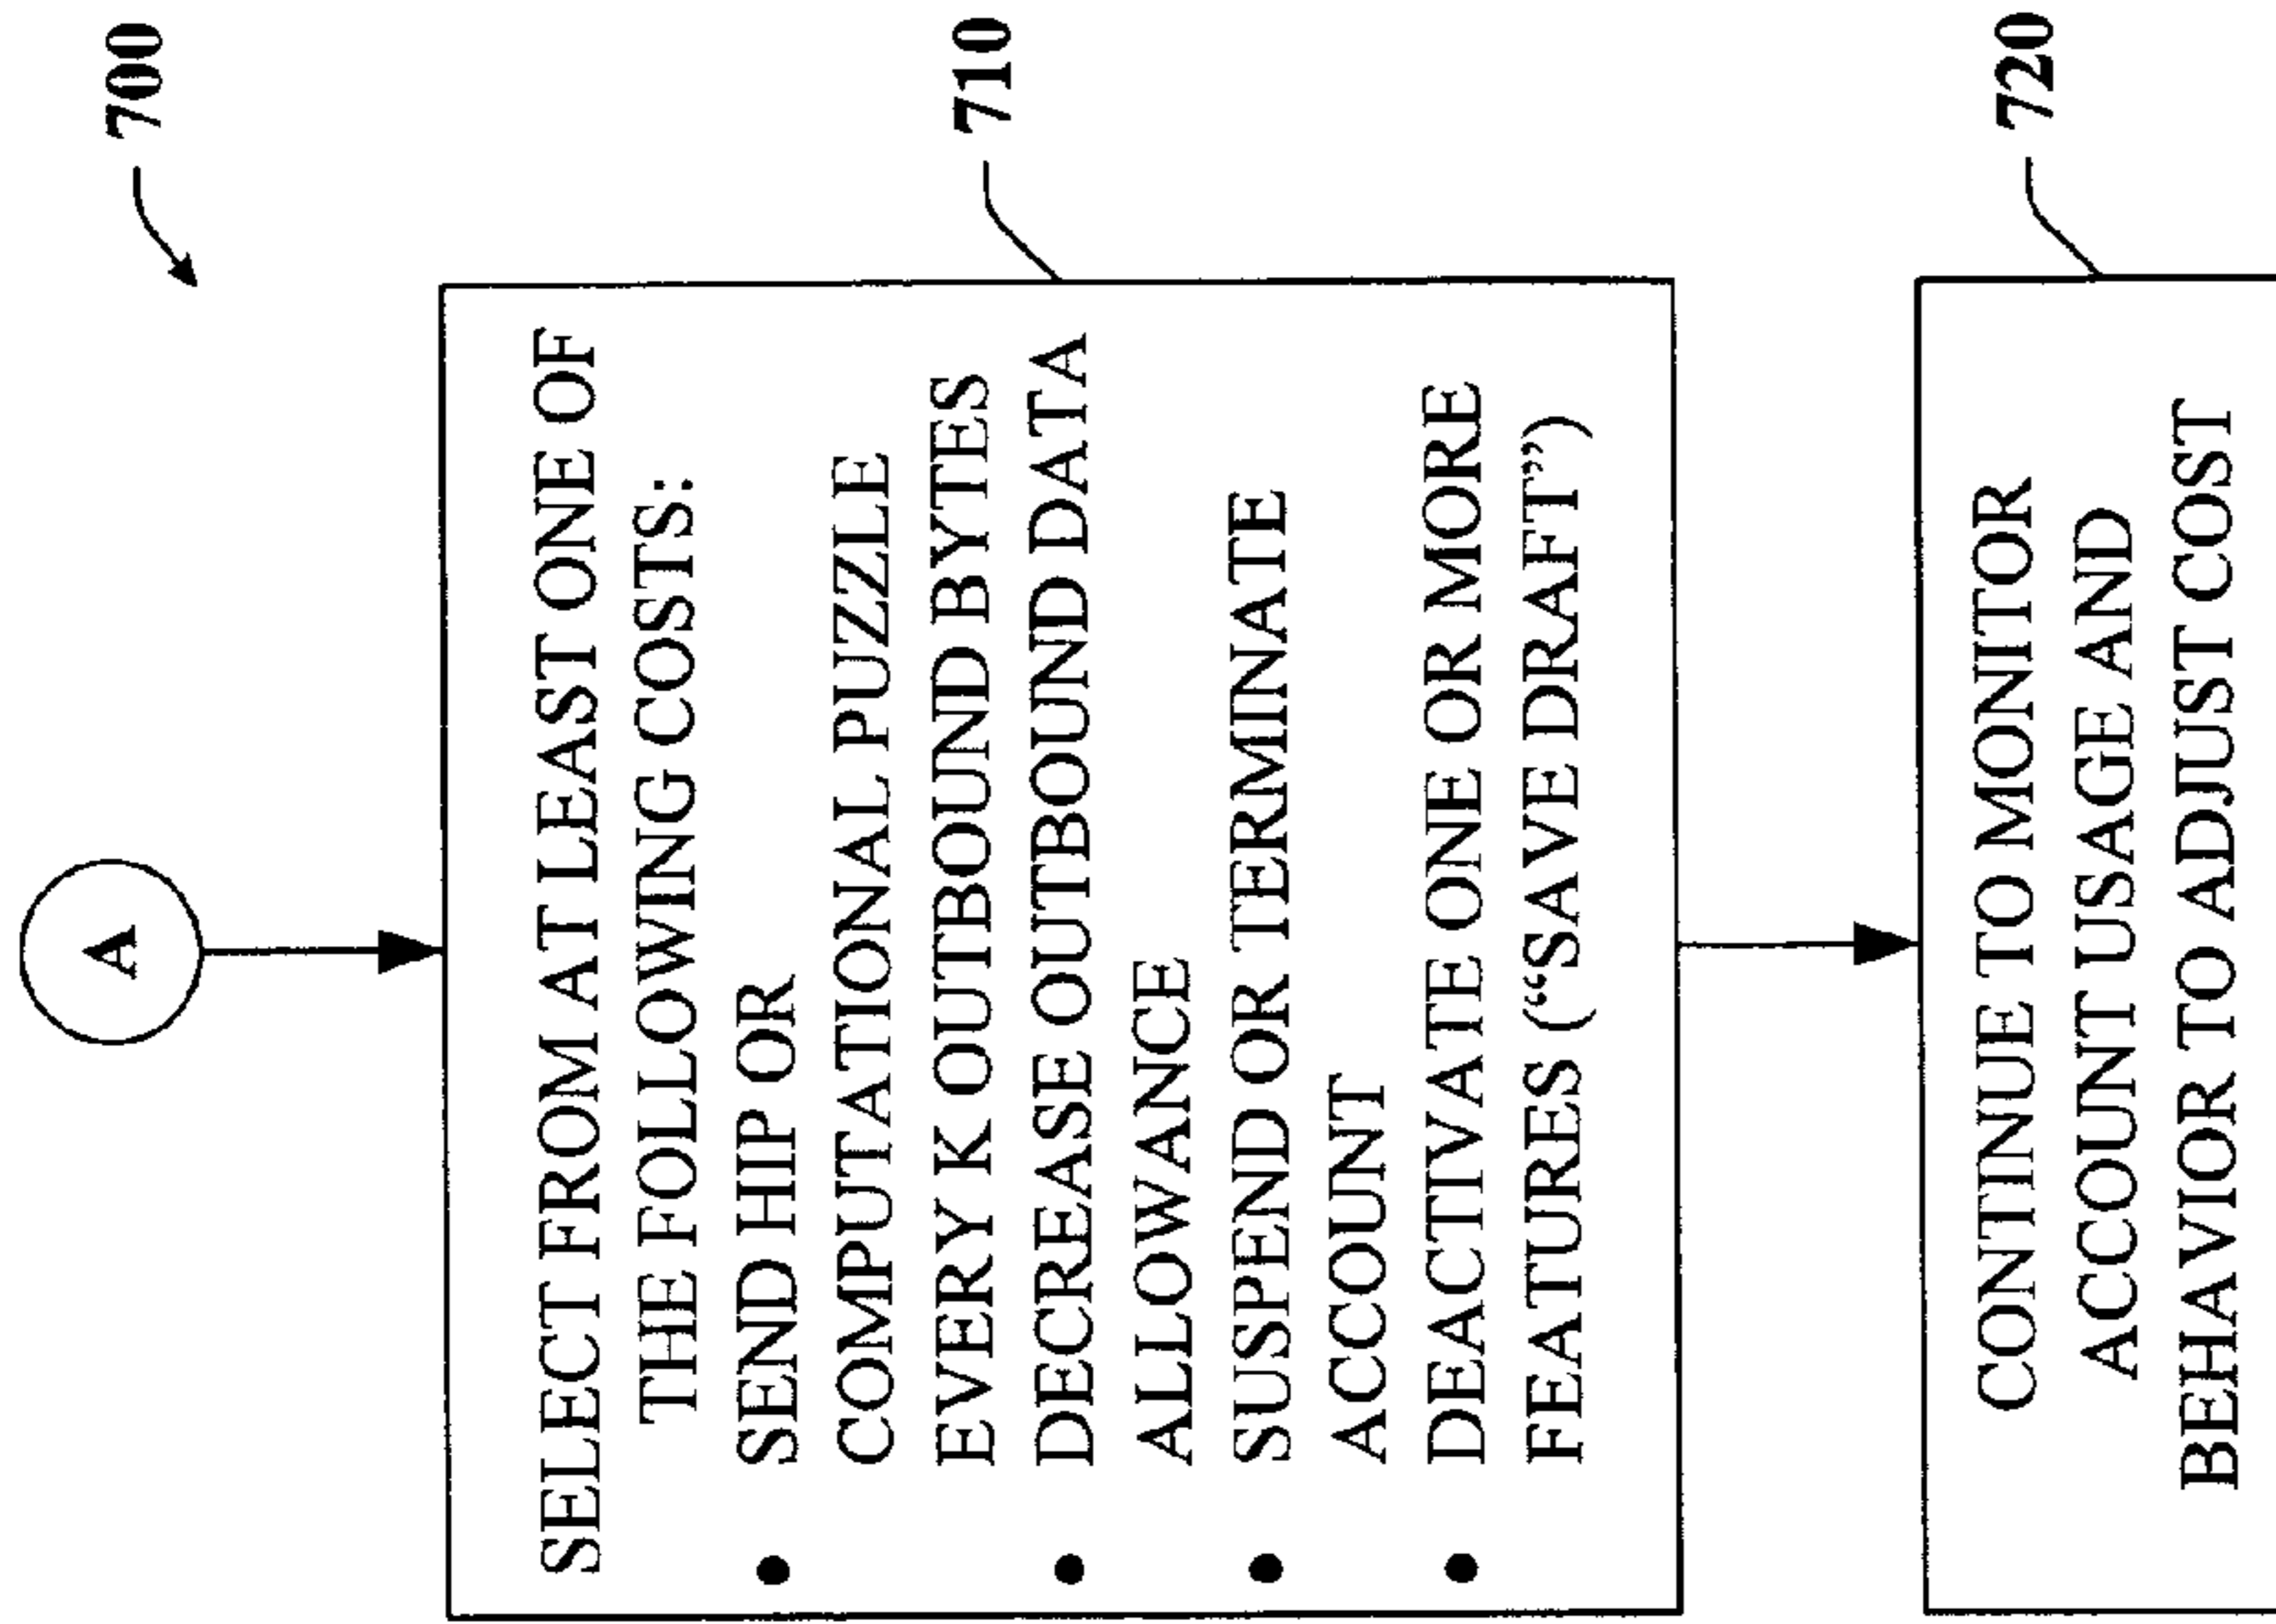 700
A
SELECT FROM AT LEAST ONE OF
THE FOLLOWING COSTS:
• SEND HIP OR
COMPUTATIONAL PUZZLE
EVERY K OUTBOUND BYTES
• DECREASE OUTBOUND DATA
ALLOWANCE
• SUSPEND OR TERMINATE
ACCOUNT
• DEACTIVATE ONE OR MORE
FEATURES (“SAVE DRAFT”)
710
CONTINUE TO MONITOR
ACCOUNT USAGE AND
BEHAVIOR TO ADJUST COST
720